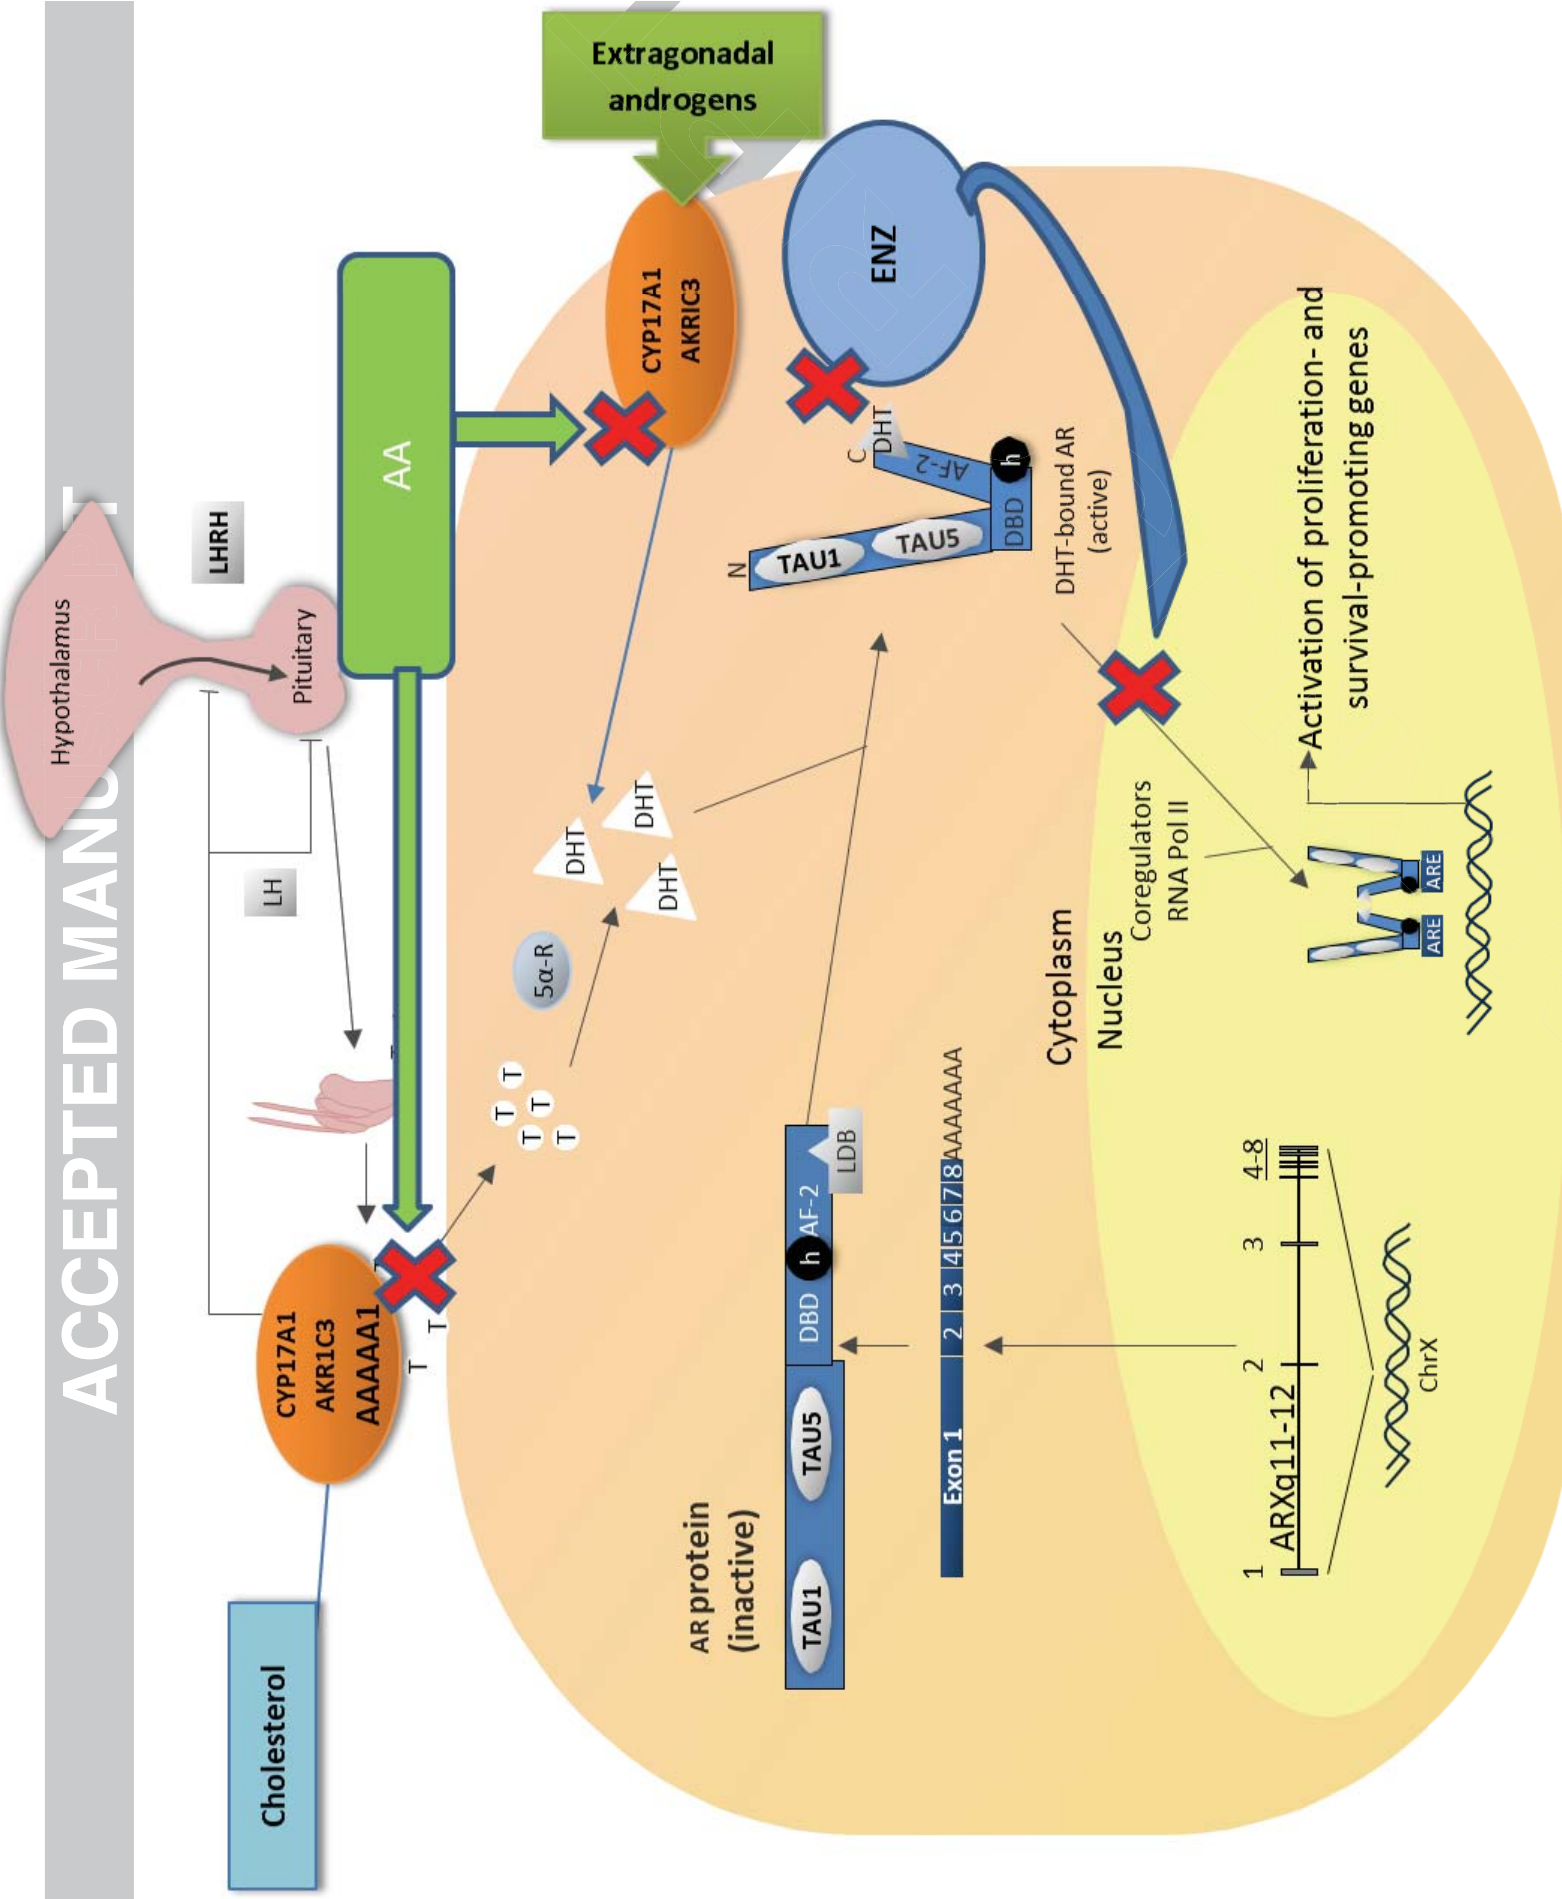 ACCEPTED MANUSCRIPT
Hypothalamus
LHRH
Pituitary
LH
Cholesterol
CYP17A1
AKR1C3
AAAAA1
T
T
AA
Extragonadal
androgens
CYP17A1
AKRIC3
T
T
T
T
T
5α-R
DHT
DHT
DHT
AR protein
(inactive)
TAU1
TAU5
DBD
h
AF-2
LDB
N
TAU1
TAU5
C
DHT
AF-2
DBD
h
DHT-bound AR
(active)
ENZ
Exon 1 2 3 4 5 6 7 8 AAAAAAA
Cytoplasm
Nucleus
Coregulators
RNA Pol II
1 2 3 4-8
ARXq11-12
ChrX
ARE
ARE
Activation of proliferation- and
survival-promoting genes